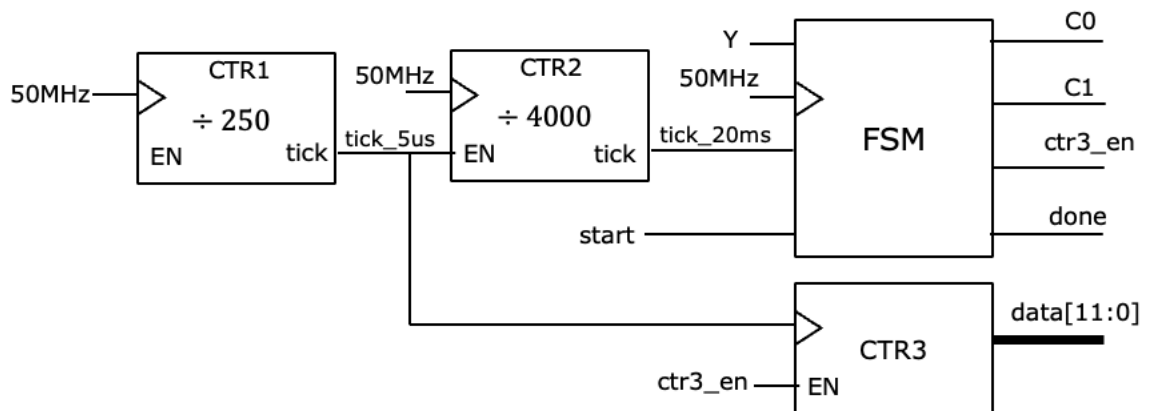 50MHz
CTR1
÷ 250
EN
tick
tick_5us
50MHz
CTR2
÷ 4000
EN
tick
tick_20ms
Y
50MHz
start
FSM
C0
C1
ctr3_en
done
CTR3
ctr3_en
EN
data[11:0]